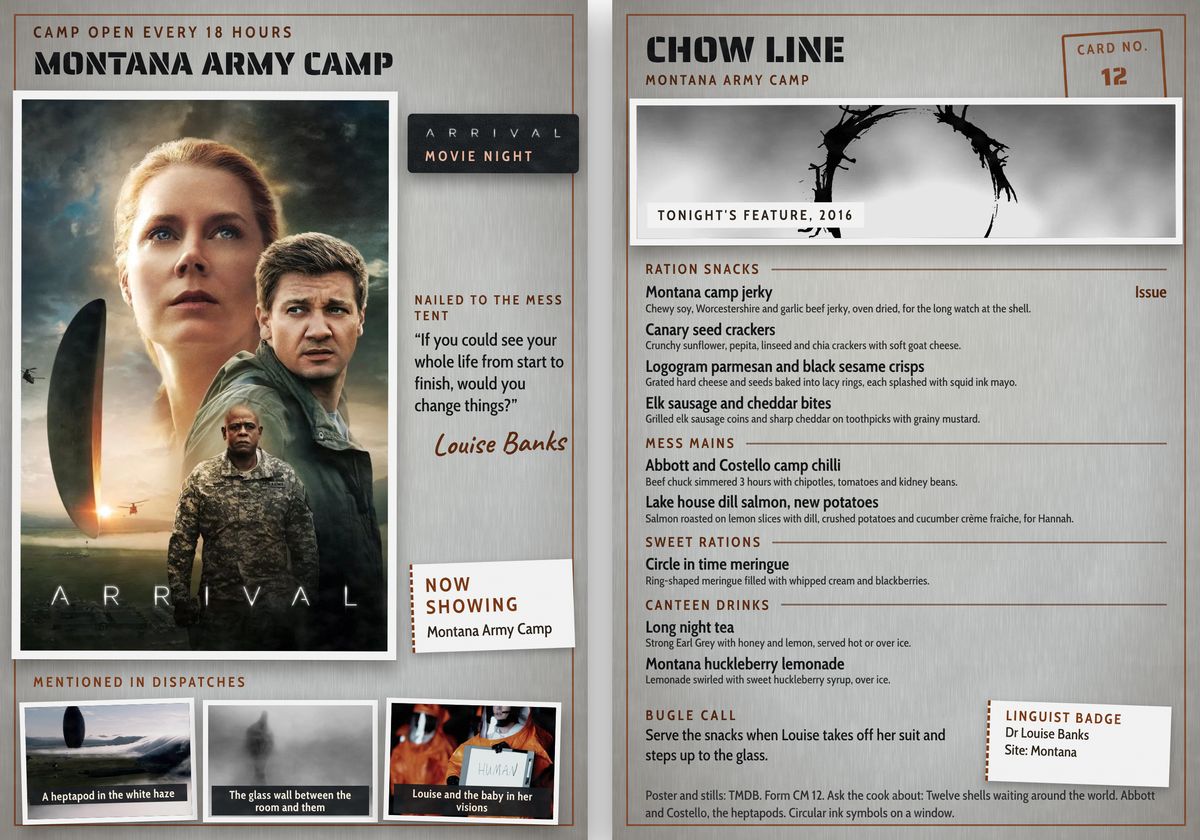 CAMP OPEN EVERY 18 HOURS
MONTANA ARMY CAMP
ARRIVAL
ARRIVAL
MOVIE NIGHT
NAILED TO THE MESS
TENT
“If you could see your
whole life from start to
finish, would you
change things?”
Louise Banks
NOW
SHOWING
Montana Army Camp
MENTIONED IN DISPATCHES
A heptapod in the white haze
The glass wall between the
room and them
HUMAN
Louise and the baby in her
visions
CHOW LINE
MONTANA ARMY CAMP
CARD NO.
12
TONIGHT'S FEATURE, 2016
RATION SNACKS
Montana camp jerky
Issue
Chewy soy, Worcestershire and garlic beef jerky, oven dried, for the long watch at the shell.
Canary seed crackers
Crunchy sunflower, pepita, linseed and chia crackers with soft goat cheese.
Logogram parmesan and black sesame crisps
Grated hard cheese and seeds baked into lacy rings, each splashed with squid ink mayo.
Elk sausage and cheddar bites
Grilled elk sausage coins and sharp cheddar on toothpicks with grainy mustard.
MESS MAINS
Abbott and Costello camp chilli
Beef chuck simmered 3 hours with chipotles, tomatoes and kidney beans.
Lake house dill salmon, new potatoes
Salmon roasted on lemon slices with dill, crushed potatoes and cucumber crème fraîche, for Hannah.
SWEET RATIONS
Circle in time meringue
Ring-shaped meringue filled with whipped cream and blackberries.
CANTEEN DRINKS
Long night tea
Strong Earl Grey with honey and lemon, served hot or over ice.
Montana huckleberry lemonade
Lemonade swirled with sweet huckleberry syrup, over ice.
BUGLE CALL
Serve the snacks when Louise takes off her suit and
steps up to the glass.
LINGUIST BADGE
Dr Louise Banks
Site: Montana
Poster and stills: TMDB. Form CM 12. Ask the cook about: Twelve shells waiting around the world. Abbott
and Costello, the heptapods. Circular ink symbols on a window.